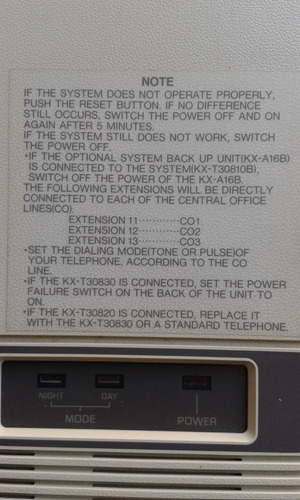 NOTE
IF THE SYSTEM DOES NOT OPERATE PROPERLY,
PUSH THE RESET BUTTON. IF NO DIFFERENCE
STILL OCCURS, SWITCH THE POWER OFF AND ON
AGAIN AFTER 5 MINUTES.
IF THE SYSTEM STILL DOES NOT WORK, SWITCH
THE POWER OFF.
•IF THE OPTIONAL SYSTEM BACK UP UNIT(KX-A16B)
IS CONNECTED TO THE SYSTEM(KX-T30810B),
SWITCH OFF THE POWER OF THE KX-A16B.
THE FOLLOWING EXTENSIONS WILL BE DIRECTLY
CONNECTED TO EACH OF THE CENTRAL OFFICE
LINES(CO).
EXTENSION 11············CO1
EXTENSION 12············CO2
EXTENSION 13············CO3
•SET THE DIALING MODE(TONE OR PULSE)OF
YOUR TELEPHONE, ACCORDING TO THE CO
LINE.
•IF THE KX-T30830 IS CONNECTED, SET THE POWER
FAILURE SWITCH ON THE BACK OF THE UNIT TO
ON.
•IF THE KX-T30820 IS CONNECTED, REPLACE IT
WITH THE KX-T30830 OR A STANDARD TELEPHONE.
NIGHT DAY
MODE POWER